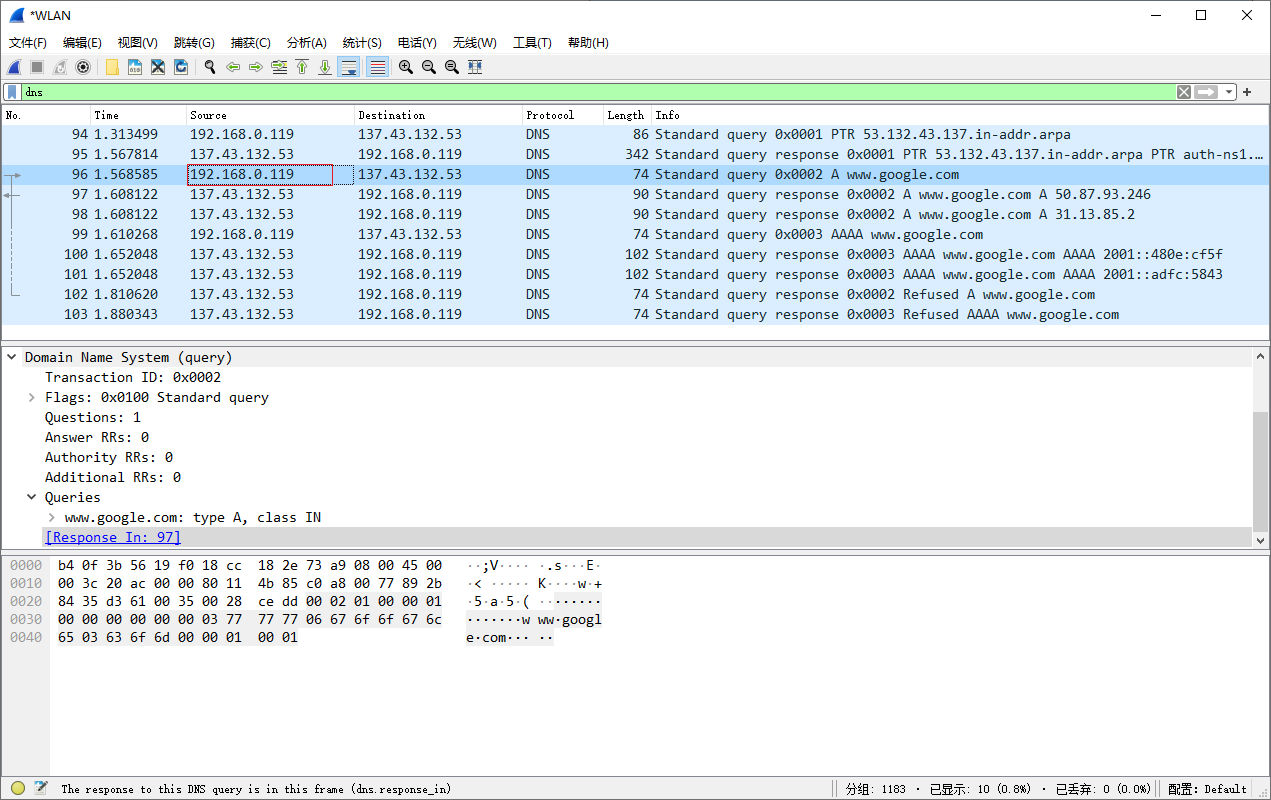 *WLAN
文件(F) 编辑(E) 视图(V) 跳转(G) 捕获(C) 分析(A) 统计(S) 电话(Y) 无线(W) 工具(T) 帮助(H)
dns
No. Time Source Destination Protocol Length Info
94 1.313499 192.168.0.119 137.43.132.53 DNS 86 Standard query 0x0001 PTR 53.132.43.137.in-addr.arpa
95 1.567814 137.43.132.53 192.168.0.119 DNS 342 Standard query response 0x0001 PTR 53.132.43.137.in-addr.arpa PTR auth-ns1.…
96 1.568585 192.168.0.119 137.43.132.53 DNS 74 Standard query 0x0002 A www.google.com
97 1.608122 137.43.132.53 192.168.0.119 DNS 90 Standard query response 0x0002 A www.google.com A 50.87.93.246
98 1.608122 137.43.132.53 192.168.0.119 DNS 90 Standard query response 0x0002 A www.google.com A 31.13.85.2
99 1.610268 192.168.0.119 137.43.132.53 DNS 74 Standard query 0x0003 AAAA www.google.com
100 1.652048 137.43.132.53 192.168.0.119 DNS 102 Standard query response 0x0003 AAAA www.google.com AAAA 2001::480e:cf5f
101 1.652048 137.43.132.53 192.168.0.119 DNS 102 Standard query response 0x0003 AAAA www.google.com AAAA 2001::adfc:5843
102 1.810620 137.43.132.53 192.168.0.119 DNS 74 Standard query response 0x0002 Refused A www.google.com
103 1.880343 137.43.132.53 192.168.0.119 DNS 74 Standard query response 0x0003 Refused AAAA www.google.com
Domain Name System (query)
Transaction ID: 0x0002
Flags: 0x0100 Standard query
Questions: 1
Answer RRs: 0
Authority RRs: 0
Additional RRs: 0
Queries
www.google.com: type A, class IN
[Response In: 97]
0000 b4 0f 3b 56 19 f0 18 cc 18 2e 73 a9 08 00 45 00 ··;V···· ·.s···E·
0010 00 3c 20 ac 00 00 80 11 4b 85 c0 a8 00 77 89 2b ·< ····· K····w·+
0020 84 35 d3 61 00 35 00 28 ce dd 00 02 01 00 00 01 ·5·a·5·( ········
0030 00 00 00 00 00 00 03 77 77 77 06 67 6f 6f 67 6c ·······w ww·googl
0040 65 03 63 6f 6d 00 00 01 00 01 e·com··· ··
The response to this DNS query is in this frame (dns.response_in) 分组: 1183 · 已显示: 10 (0.8%) · 已丢弃: 0 (0.0%) 配置: Default